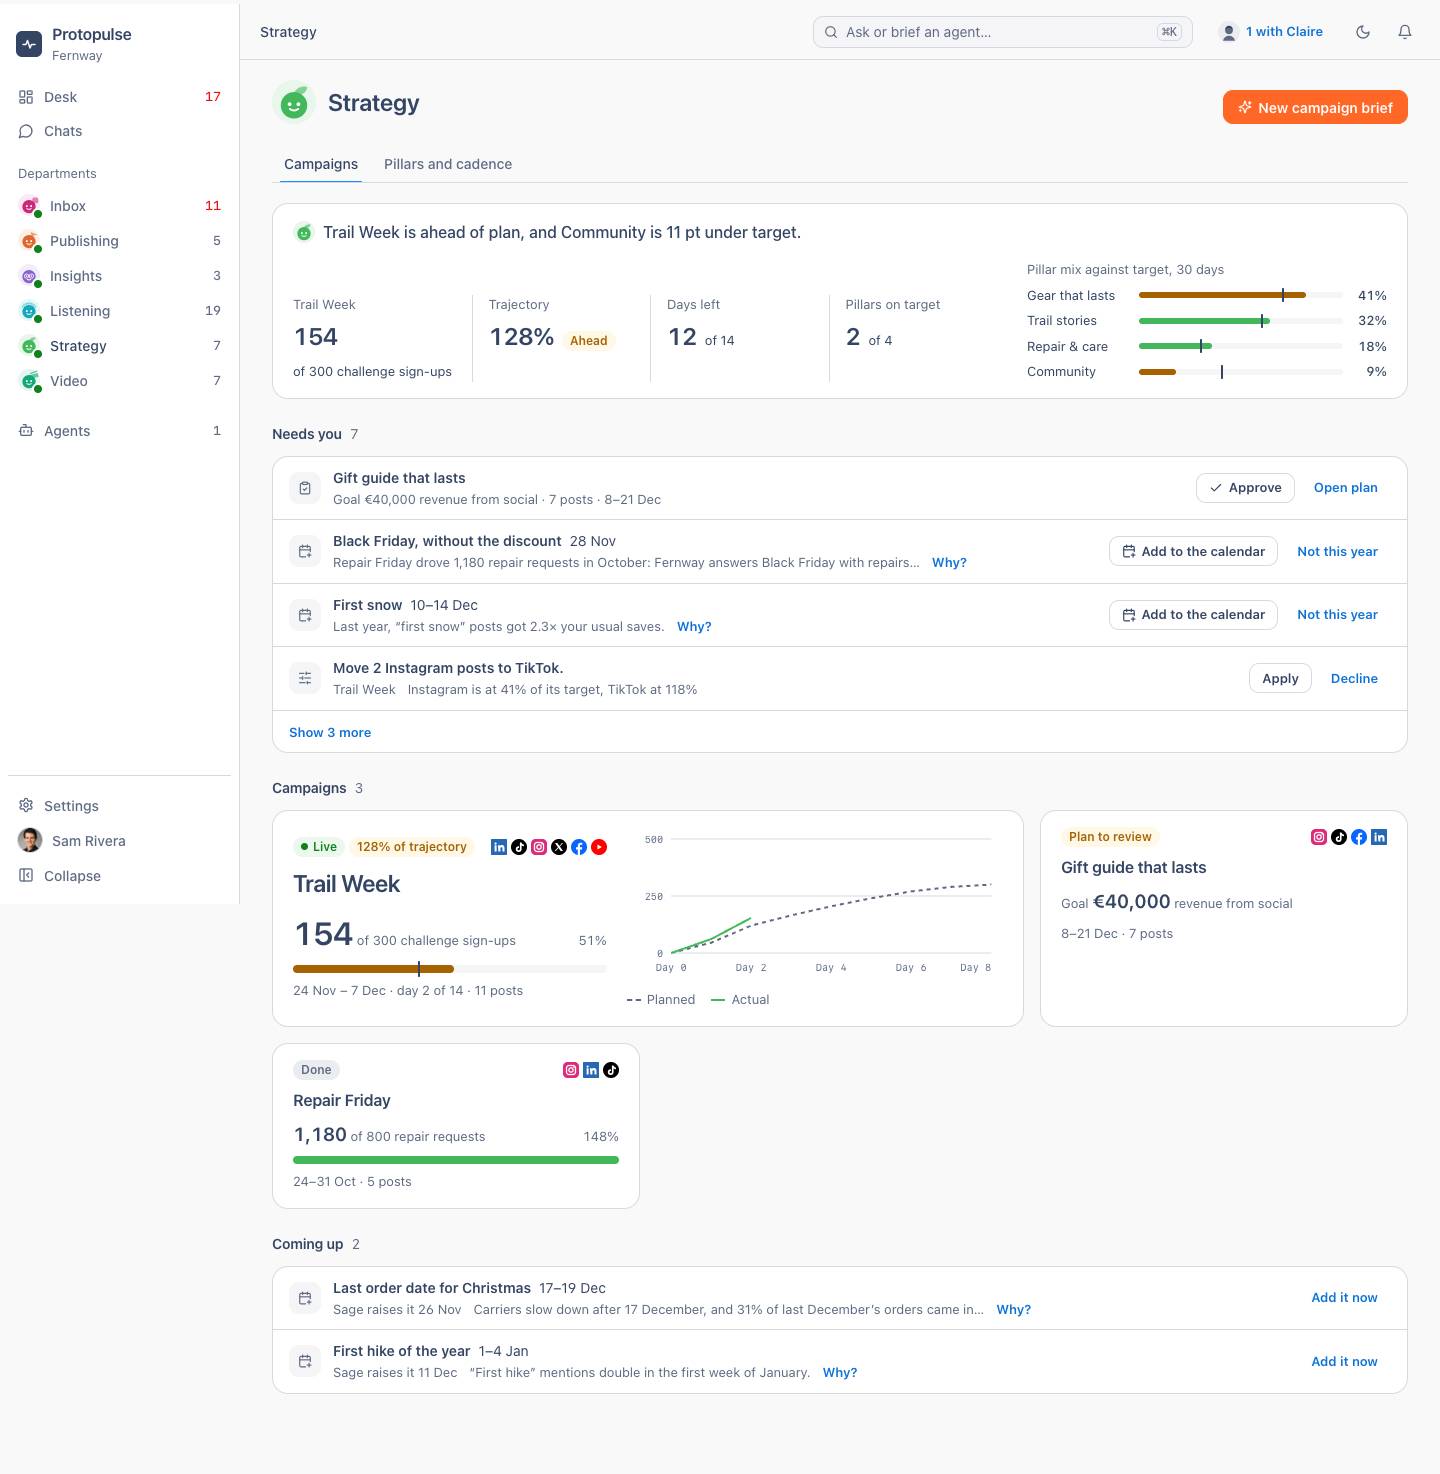 Protopulse
Fernway
Desk 17
Chats
Departments
Inbox 11
Publishing 5
Insights 3
Listening 19
Strategy 7
Video 7
Agents 1
Settings
Sam Rivera
Collapse
Strategy
Ask or brief an agent...
⌘K
1 with Claire
Strategy
New campaign brief
Campaigns
Pillars and cadence
Trail Week is ahead of plan, and Community is 11 pt under target.
Trail Week
154
of 300 challenge sign-ups
Trajectory
128% Ahead
Days left
12 of 14
Pillars on target
2 of 4
Pillar mix against target, 30 days
Gear that lasts 41%
Trail stories 32%
Repair & care 18%
Community 9%
Needs you 7
Gift guide that lasts
Goal €40,000 revenue from social · 7 posts · 8–21 Dec
Approve
Open plan
Black Friday, without the discount 28 Nov
Repair Friday drove 1,180 repair requests in October: Fernway answers Black Friday with repairs... Why?
Add to the calendar
Not this year
First snow 10–14 Dec
Last year, “first snow” posts got 2.3× your usual saves. Why?
Add to the calendar
Not this year
Move 2 Instagram posts to TikTok.
Trail Week Instagram is at 41% of its target, TikTok at 118%
Apply
Decline
Show 3 more
Campaigns 3
Live
128% of trajectory
Trail Week
154 of 300 challenge sign-ups 51%
24 Nov – 7 Dec · day 2 of 14 · 11 posts
500
250
0
Day 0 Day 2 Day 4 Day 6 Day 8
Planned Actual
Plan to review
Gift guide that lasts
Goal €40,000 revenue from social
8–21 Dec · 7 posts
Done
Repair Friday
1,180 of 800 repair requests 148%
24–31 Oct · 5 posts
Coming up 2
Last order date for Christmas 17–19 Dec
Sage raises it 26 Nov Carriers slow down after 17 December, and 31% of last December’s orders came in... Why?
Add it now
First hike of the year 1–4 Jan
Sage raises it 11 Dec “First hike” mentions double in the first week of January. Why?
Add it now